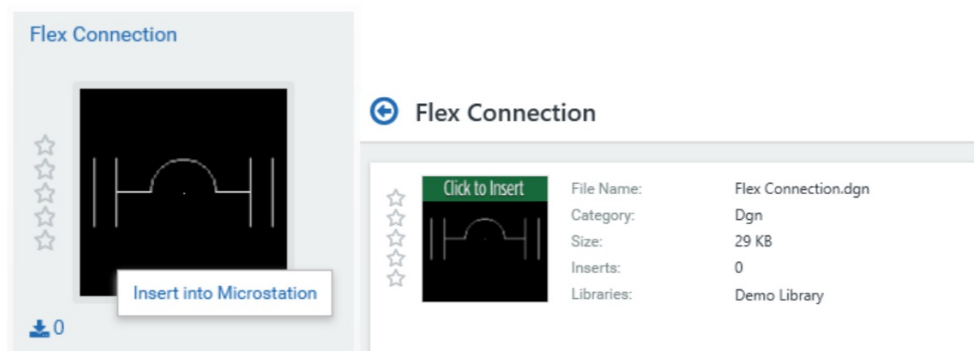 Flex Connection
Insert into Microstation
0
Flex Connection
Click to Insert
File Name: Flex Connection.dgn
Category: Dgn
Size: 29 KB
Inserts: 0
Libraries: Demo Library